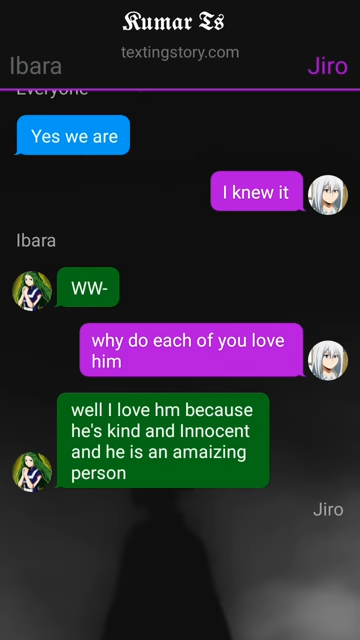 Kumar Ts
textingstory.com
Ibara
Jiro
Everyone
Yes we are
I knew it
Ibara
WW-
why do each of you love
him
well I love hm because
he's kind and Innocent
and he is an amaizing
person
Jiro